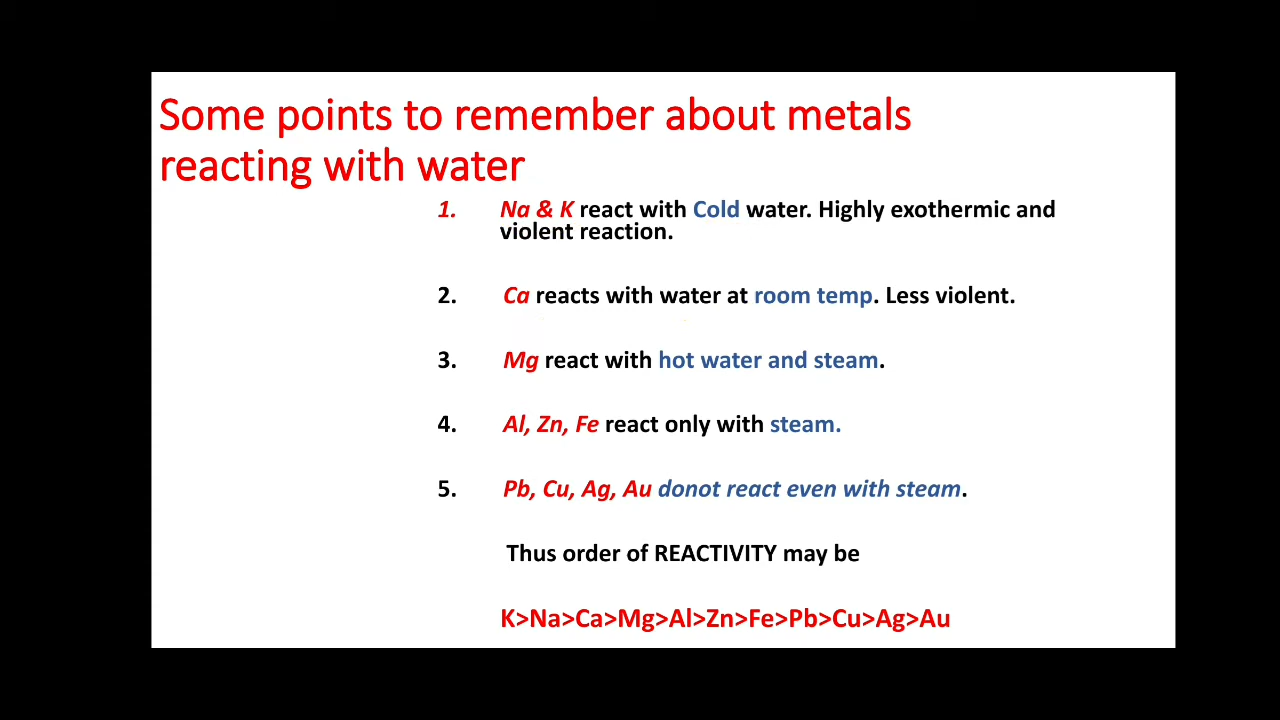 Some points to remember about metals
reacting with water
1. Na & K react with Cold water. Highly exothermic and
violent reaction.
2. Ca reacts with water at room temp. Less violent.
3. Mg react with hot water and steam.
4. Al, Zn, Fe react only with steam.
5. Pb, Cu, Ag, Au donot react even with steam.
Thus order of REACTIVITY may be
K>Na>Ca>Mg>Al>Zn>Fe>Pb>Cu>Ag>Au